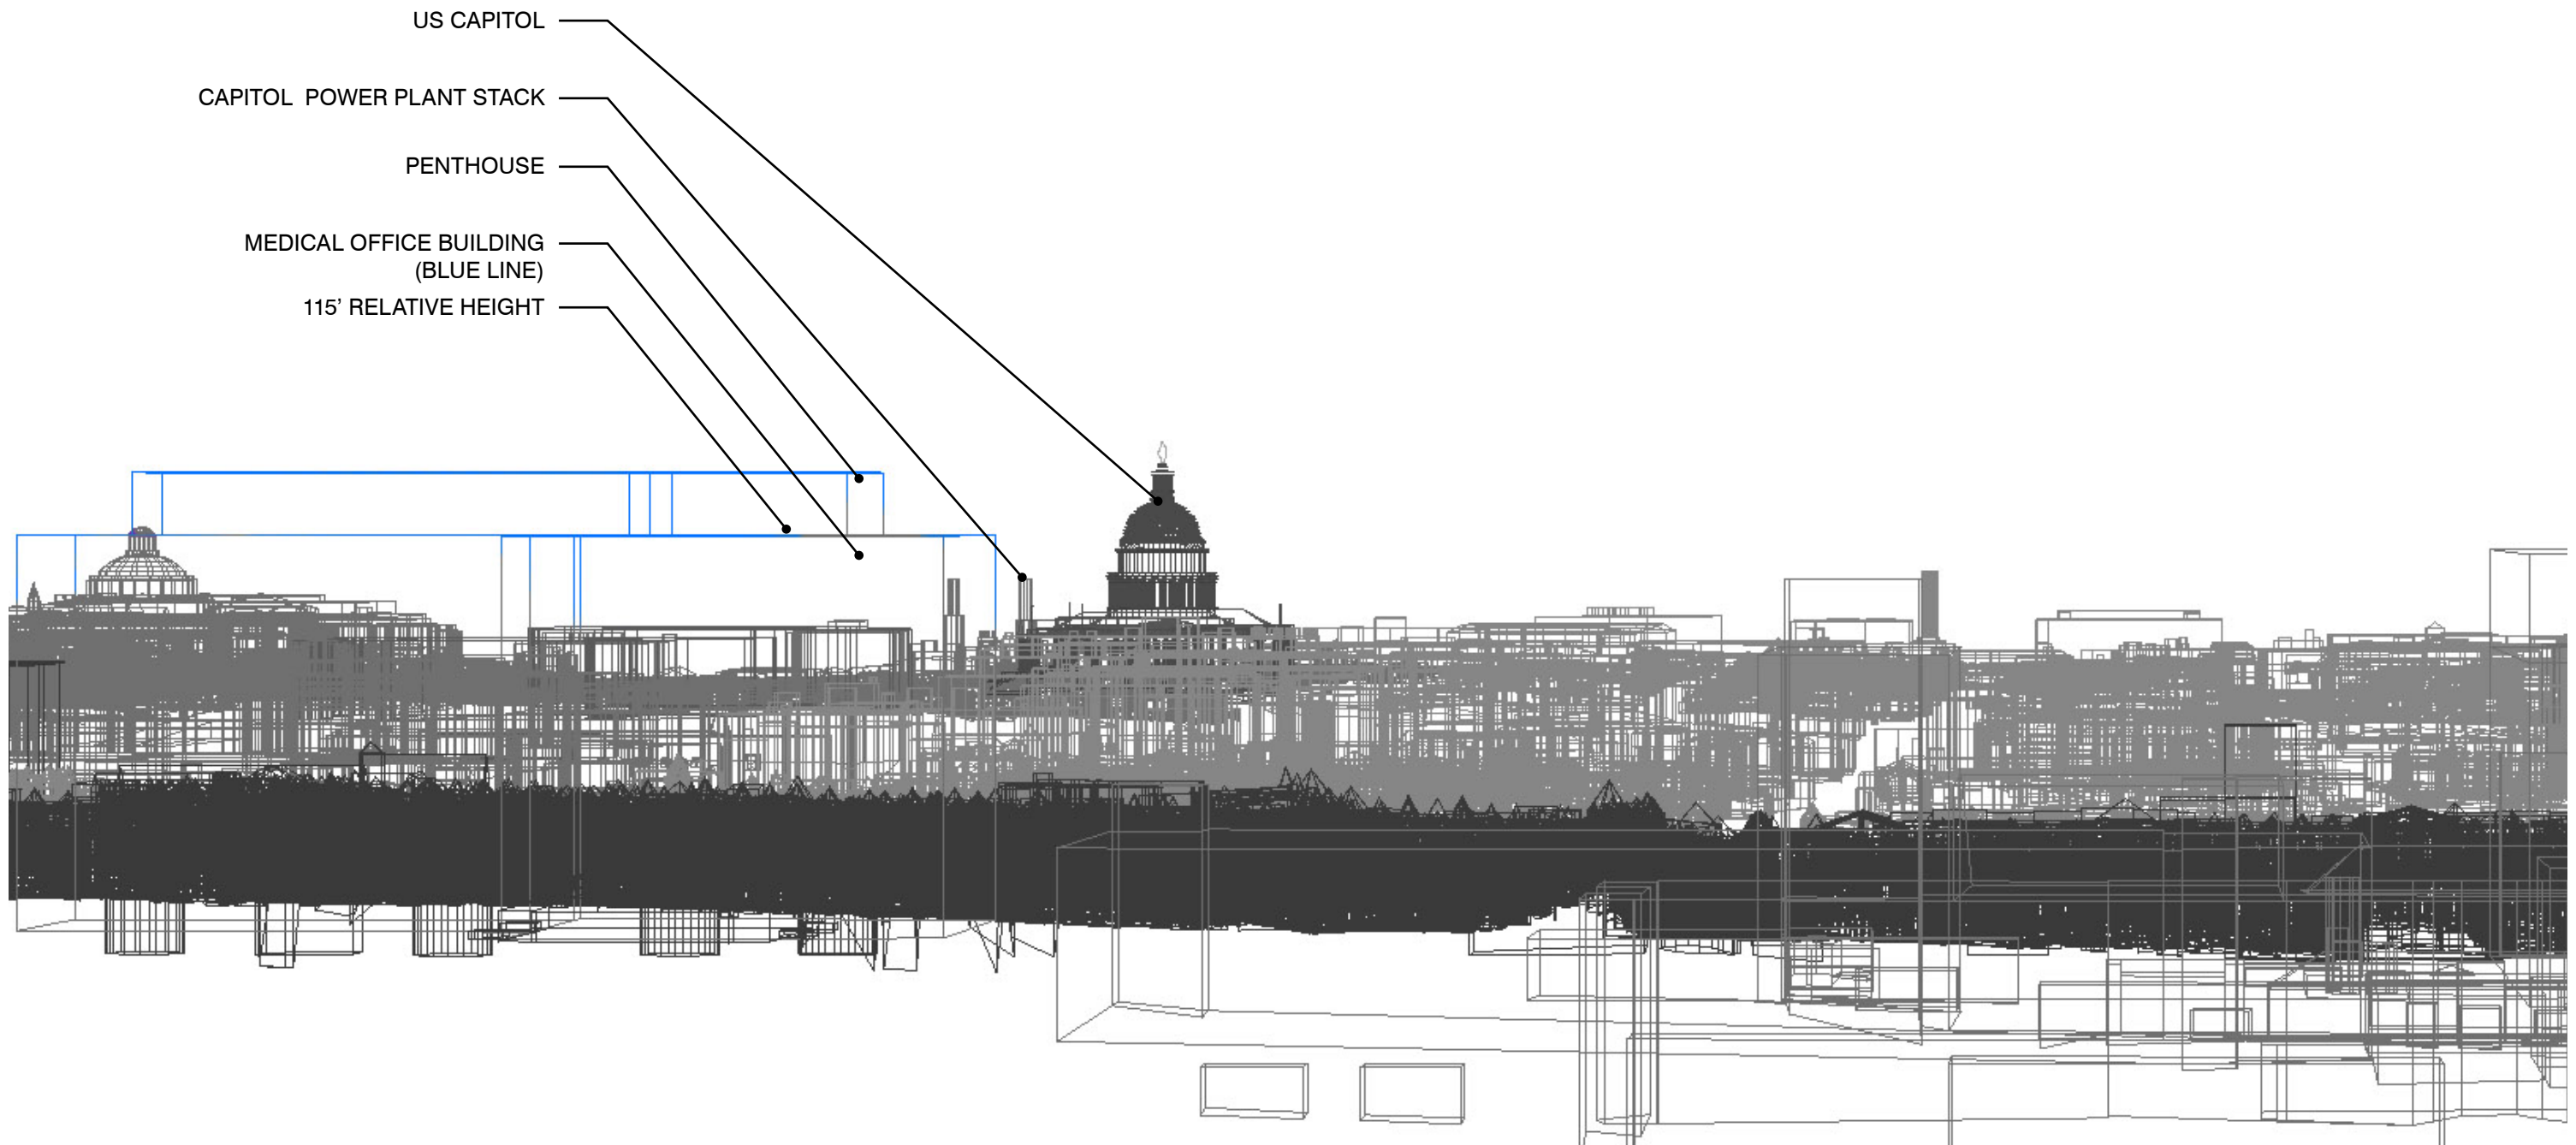 US CAPITOL
CAPITOL  POWER PLANT STACK
PENTHOUSE
MEDICAL OFFICE BUILDING
(BLUE LINE)
115’ RELATIVE HEIGHT